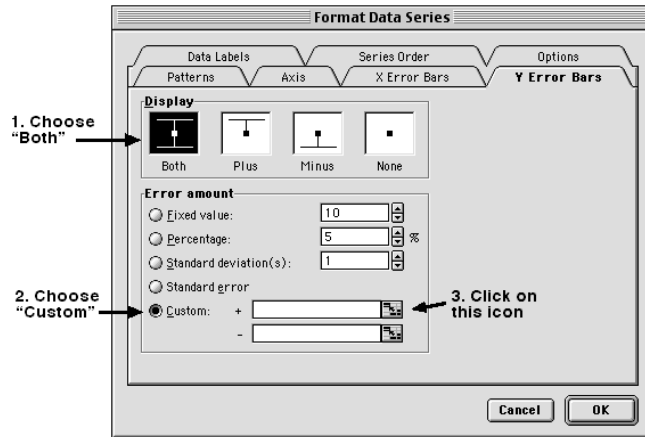 Format Data Series
Data Labels Series Order Options
Patterns Axis X Error Bars Y Error Bars
Display
1. Choose
"Both"
Both Plus Minus None
Error amount
Fixed value: 10
Percentage: 5 %
Standard deviation(s): 1
Standard error
2. Choose
"Custom"
Custom: +
-
3. Click on
this icon
Cancel OK